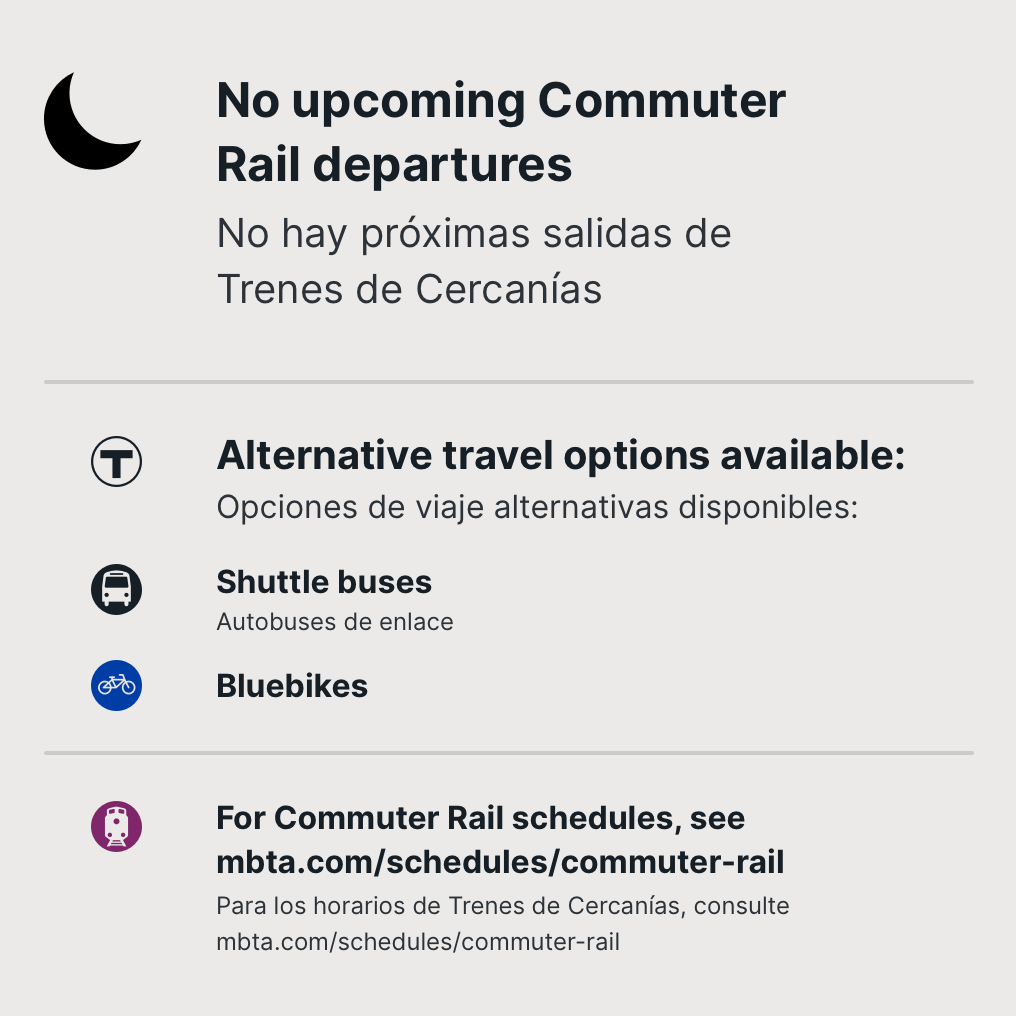 No upcoming Commuter
Rail departures
No hay próximas salidas de
Trenes de Cercanías
T
Alternative travel options available:
Opciones de viaje alternativas disponibles:
Shuttle buses
Autobuses de enlace
Bluebikes
For Commuter Rail schedules, see
mbta.com/schedules/commuter-rail
Para los horarios de Trenes de Cercanías, consulte
mbta.com/schedules/commuter-rail